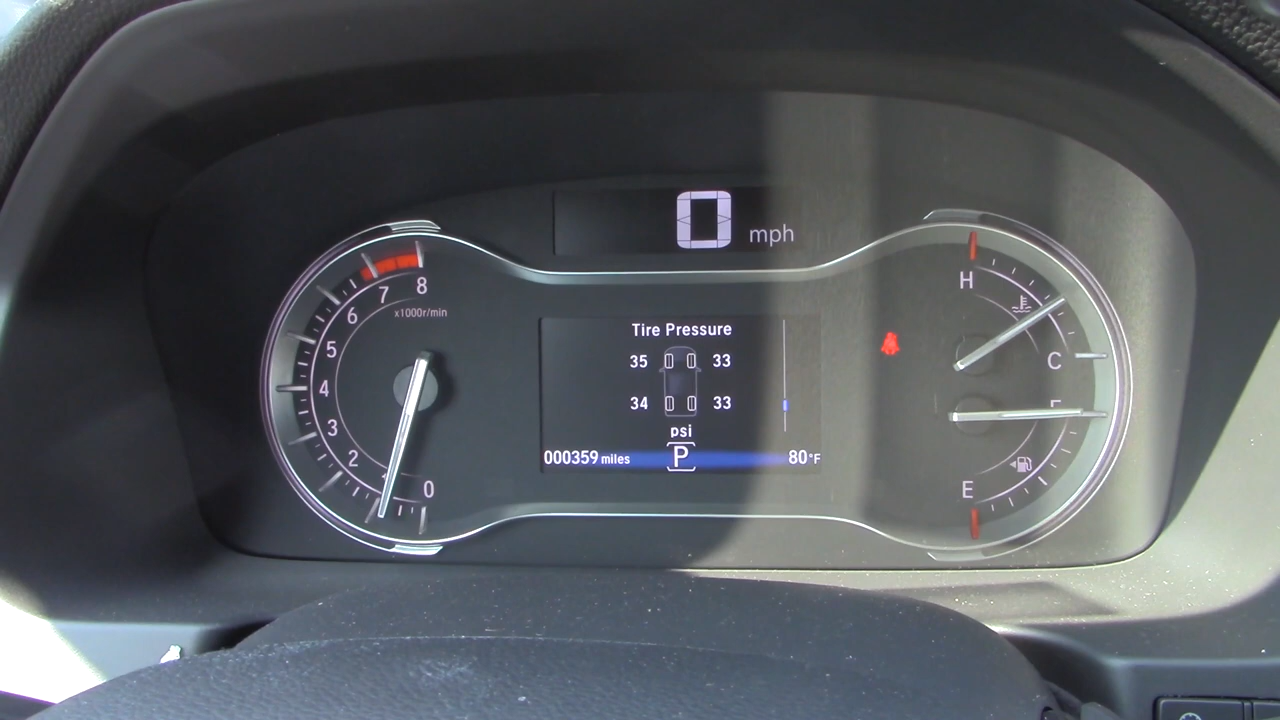 0 mph
8
7
6
5
4
3
2
0
x1000r/min
Tire Pressure
35 33
34 33
psi
000359 miles P 80°F
H
C
E